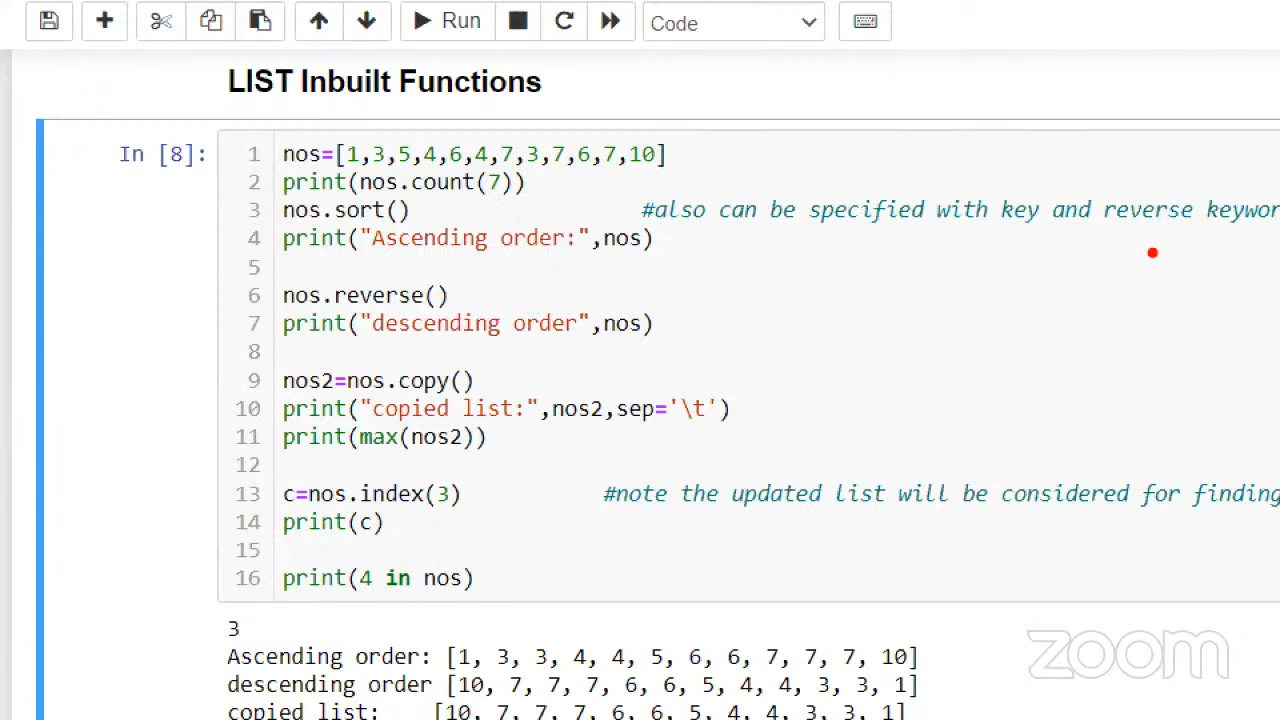 Run
Code
LIST Inbuilt Functions
In [8]:
1 nos=[1,3,5,4,6,4,7,3,7,6,7,10]
2 print(nos.count(7))
3 nos.sort() #also can be specified with key and reverse keywor
4 print("Ascending order:",nos)
5
6 nos.reverse()
7 print("descending order",nos)
8
9 nos2=nos.copy()
10 print("copied list:",nos2,sep='\t')
11 print(max(nos2))
12
13 c=nos.index(3) #note the updated list will be considered for finding
14 print(c)
15
16 print(4 in nos)
3
Ascending order: [1, 3, 3, 4, 4, 5, 6, 6, 7, 7, 7, 10]
descending order [10, 7, 7, 7, 6, 6, 5, 4, 4, 3, 3, 1]
copied list: [10, 7, 7, 7, 6, 6, 5, 4, 4, 3, 3, 1]
zoom